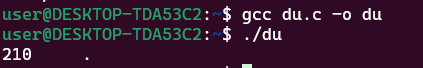 user@DESKTOP-TDA53C2:~$ gcc du.c -o du
user@DESKTOP-TDA53C2:~$ ./du
210     .